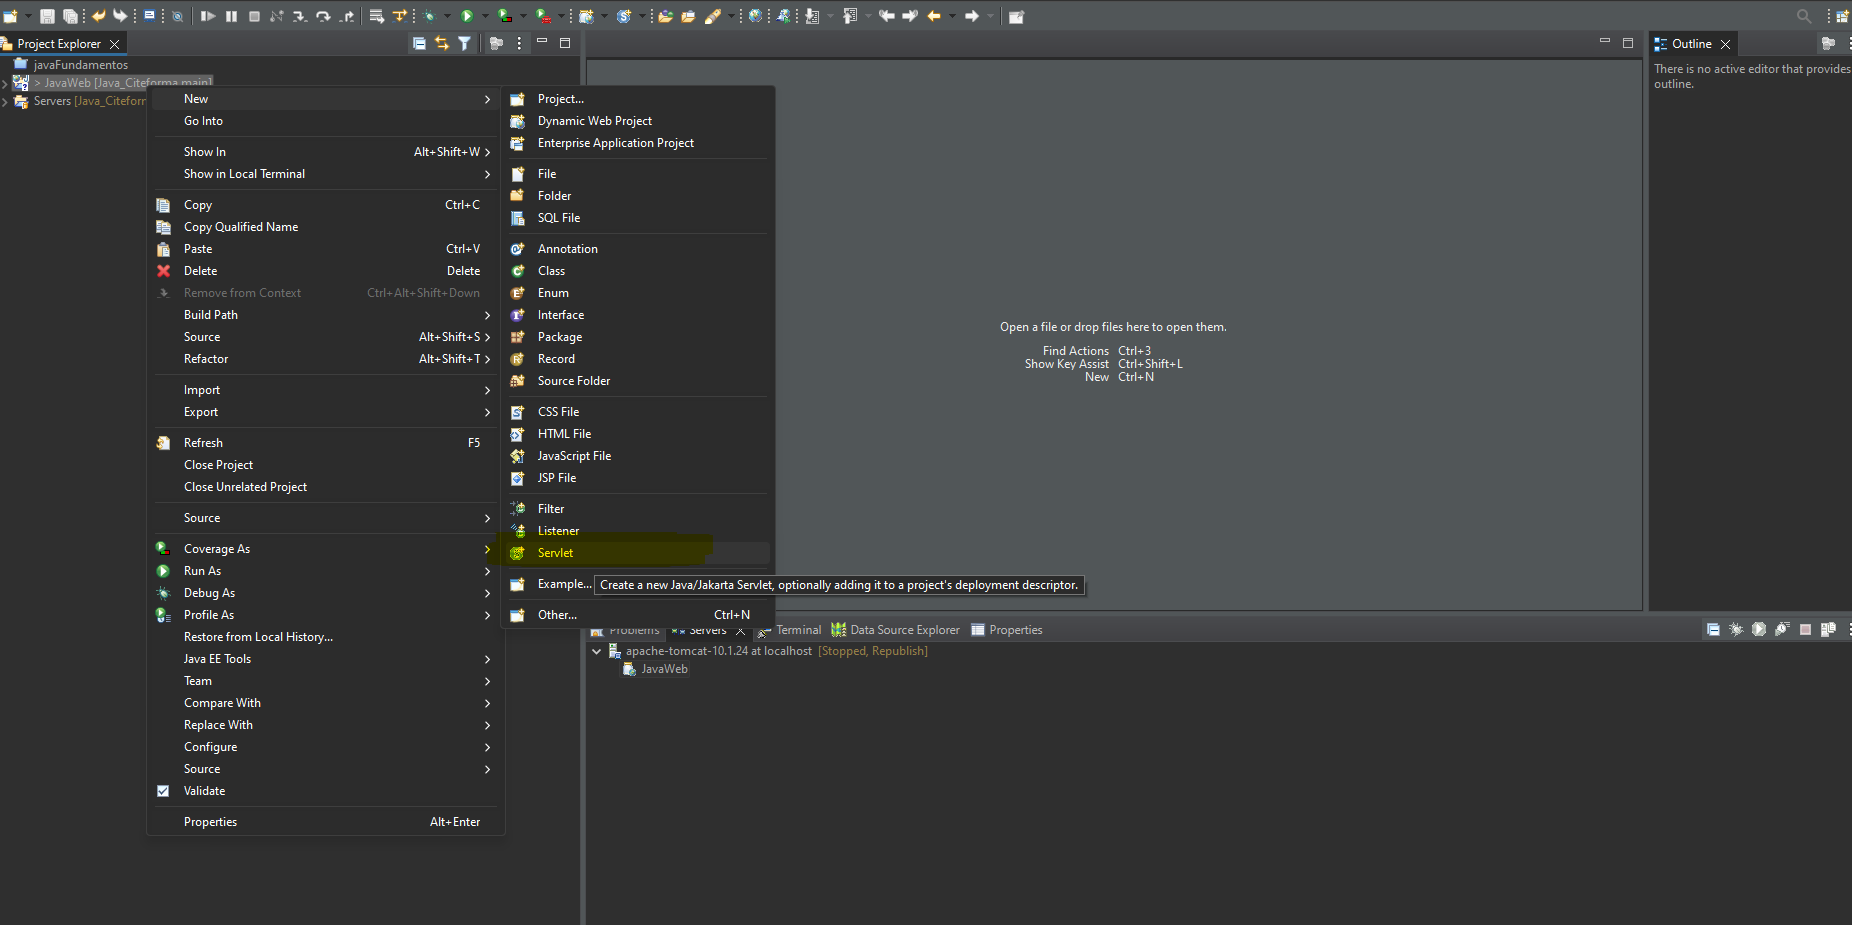 Project Explorer
javaFundamentos
> JavaWeb [Java_Citeforma main]
Servers [Java_Citeforn
New
Go Into
Show In Alt+Shift+W
Show in Local Terminal
Copy Ctrl+C
Copy Qualified Name
Paste Ctrl+V
Delete Delete
Remove from Context Ctrl+Alt+Shift+Down
Build Path
Source Alt+Shift+S
Refactor Alt+Shift+T
Import
Export
Refresh F5
Close Project
Close Unrelated Project
Source
Coverage As
Run As
Debug As
Profile As
Restore from Local History...
Java EE Tools
Team
Compare With
Replace With
Configure
Source
Validate
Properties Alt+Enter
Project...
Dynamic Web Project
Enterprise Application Project
File
Folder
SQL File
Annotation
Class
Enum
Interface
Package
Record
Source Folder
CSS File
HTML File
JavaScript File
JSP File
Filter
Listener
Servlet
Example...
Create a new Java/Jakarta Servlet, optionally adding it to a project's deployment descriptor.
Other... Ctrl+N
Open a file or drop files here to open them.
Find Actions Ctrl+3
Show Key Assist Ctrl+Shift+L
New Ctrl+N
Outline
There is no active editor that provides
outline.
Problems Servers Terminal Data Source Explorer Properties
apache-tomcat-10.1.24 at localhost [Stopped, Republish]
JavaWeb